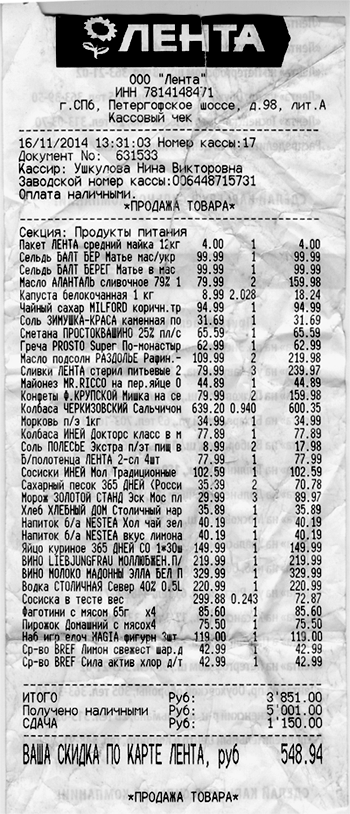 ЛЕНТА
ООО "Лента"
ИНН 7814148471
г.СПб, Петергофское шоссе, д.98, лит.А
Кассовый чек
16/11/2014 13:31:03 Номер кассы:17
Документ No: 631533
Кассир: Ушкулова Нина Викторовна
Заводской номер кассы:006448715731
Оплата наличными.
*ПРОДАЖА ТОВАРА*
Секция: Продукты питания
Пакет ЛЕНТА средний майка 12кг 4.00 1 4.00
Сельдь БАЛТ БЕР Матье мас/укр 99.99 1 99.99
Сельдь БАЛТ БЕРЕГ Матье в мас 99.99 1 99.99
Масло АЛАНТАЛЬ сливочное 79% 1 79.99 2 159.98
Капуста белокочанная 1 кг 8.99 2.028 18.24
Чайный сахар MILFORD коричн.тр 94.99 1 94.99
Соль ЗИМУШКА-КРАСА каменная по 31.69 1 31.69
Сметана ПРОСТОКВАШИНО 25% пл/с 65.59 1 65.59
Греча PROSTO Super По-монастыр 62.99 1 62.99
Масло подсолн РАЗДОЛЬЕ Рафин.- 109.99 2 219.98
Сливки ЛЕНТА стерил питьевые 2 79.99 3 239.97
Майонез MR.RICCO на пер.яйце О 44.89 1 44.89
Конфеты Ф.КРУПСКОЙ Мишка на се 79.99 2 159.98
Колбаса ЧЕРКИЗОВСКИЙ Сальчичон 639.20 0.940 600.35
Морковь п/э 1кг 34.99 1 34.99
Колбаса ИНЕЙ Докторс класс в м 77.89 1 77.89
Соль ПОЛЕСЬЕ Экстра п/эт пищ в 8.99 2 17.98
Б/полотенца ЛЕНТА 2-сл 4шт 77.99 1 77.99
Сосиски ИНЕЙ Мол Традиционные 102.59 1 102.59
Сахарный песок 365 ДНЕЙ (Росси 35.39 2 70.78
Морож ЗОЛОТОЙ СТАНД Эск Мос пл 29.99 3 89.97
Хлеб ХЛЕБНЫЙ ДОМ Столичный нар 35.89 1 35.89
Напиток б/а NESTEA Хол чай зел 40.19 1 40.19
Напиток б/а NESTEA вкус лимона 40.19 1 40.19
Яйцо куриное 365 ДНЕЙ СО 1*30ш 149.99 1 149.99
ВИНО LIEBJUNGFRAU МОЛЛЮБЖЕН.П/ 219.99 1 219.99
ВИНО МОЛОКО МАДОННЫ ЭЛЛА БЕЛ П 329.99 1 329.99
Водка СТОЛИЧНАЯ Север 40% 0.5L 220.99 1 220.99
Сосиска в тесте вес 299.88 0.243 72.87
Фаготини с мясом 65г х4 85.60 1 85.60
Пирожок Домашний с мясох4 75.50 1 75.50
Наб игр елоч MAGIA фигурн 3шт 119.00 1 119.00
Ср-во BREF Лимон свежест шар.д 42.99 1 42.99
Ср-во BREF Сила актив хлор д/т 42.99 1 42.99
ИТОГО Руб: 3'851.00
Получено наличными Руб: 5'001.00
СДАЧА Руб: 1'150.00
ВАША СКИДКА ПО КАРТЕ ЛЕНТА, руб 548.94
*ПРОДАЖА ТОВАРА*